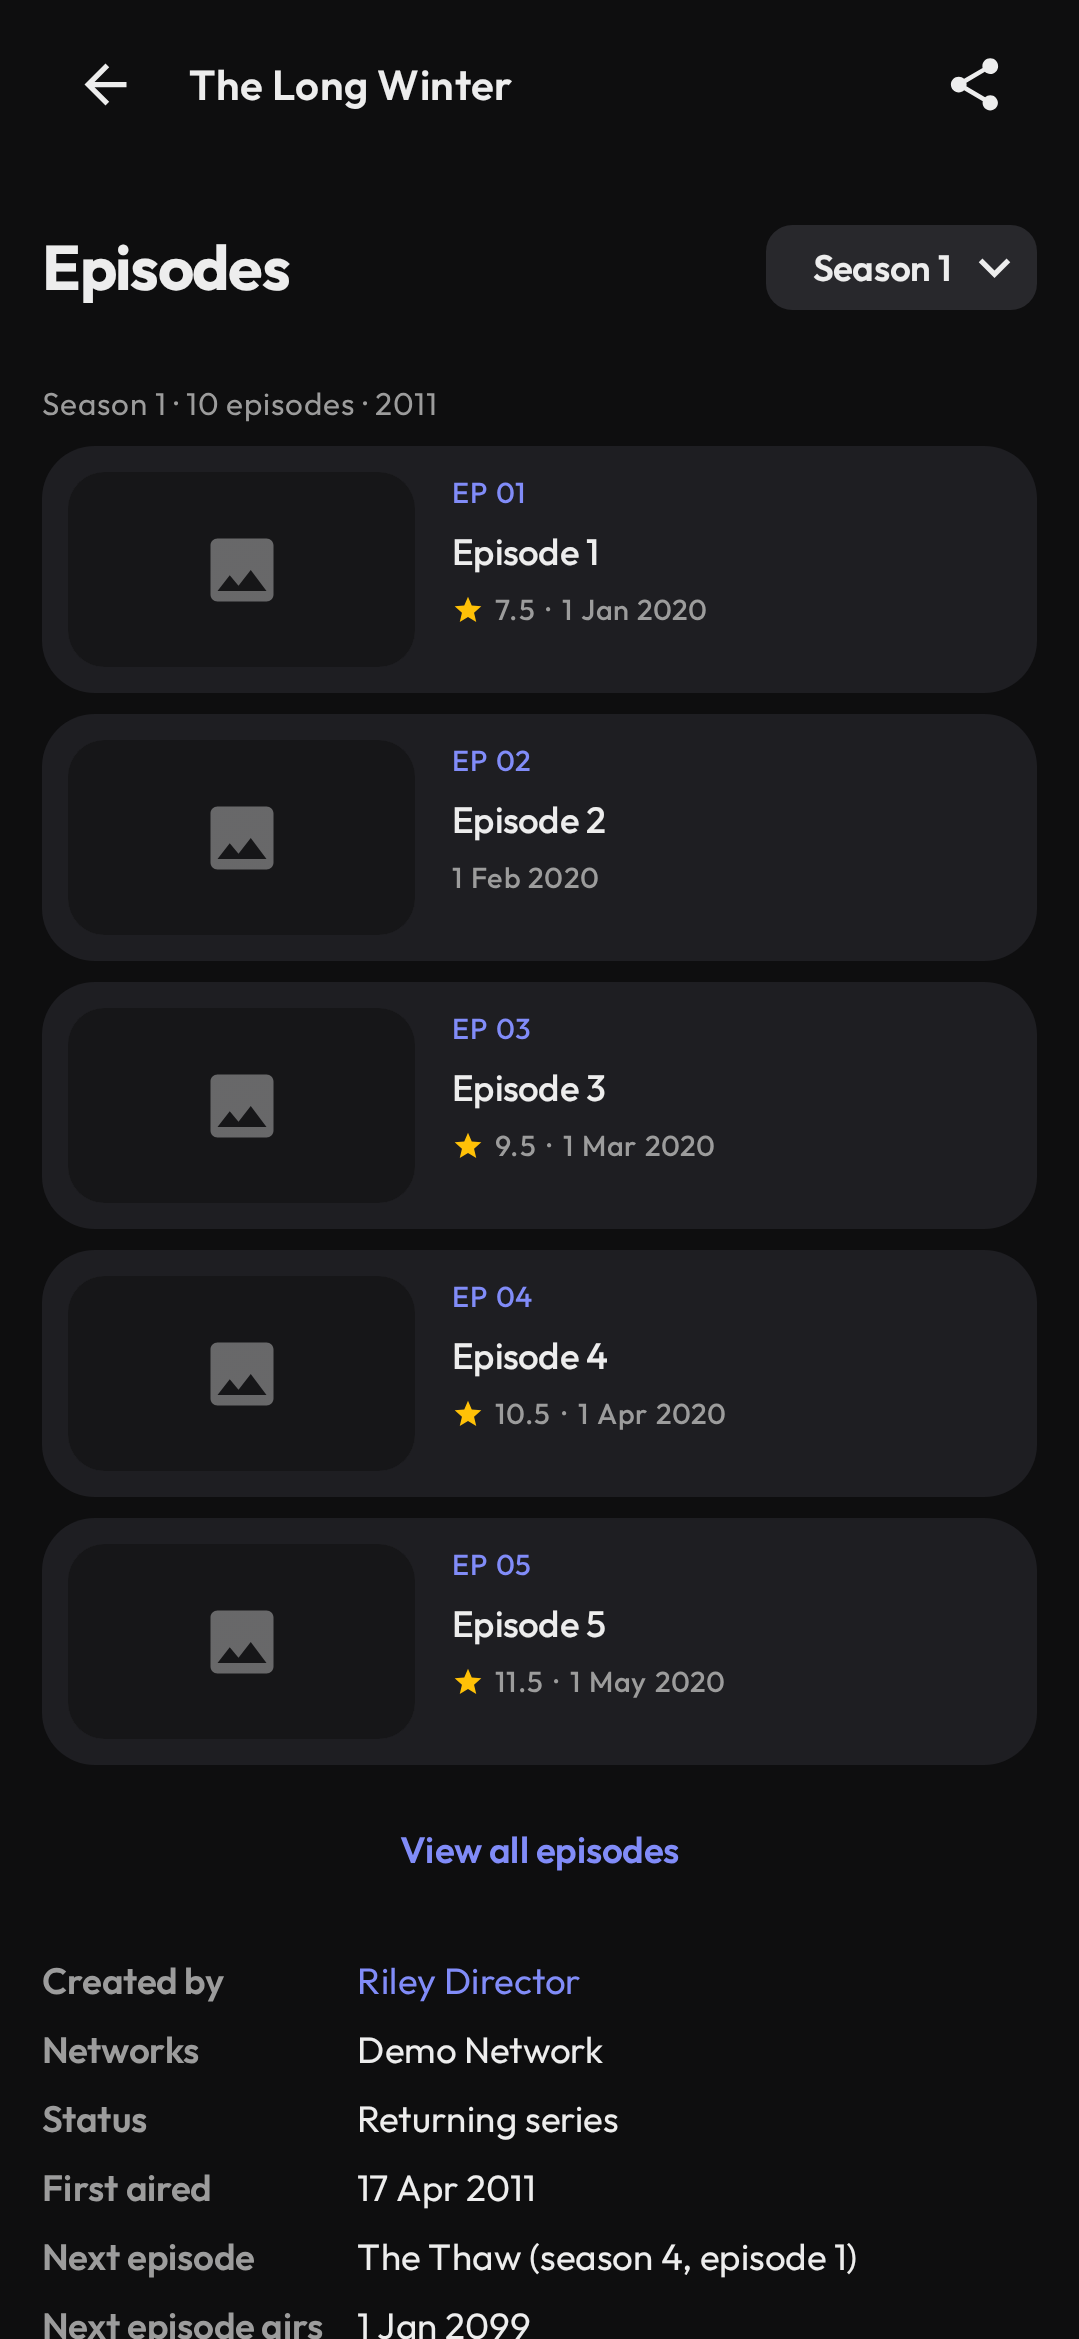 The Long Winter
Episodes
Season 1
Season 1 · 10 episodes · 2011
EP 01
Episode 1
7.5 · 1 Jan 2020
EP 02
Episode 2
1 Feb 2020
EP 03
Episode 3
9.5 · 1 Mar 2020
EP 04
Episode 4
10.5 · 1 Apr 2020
EP 05
Episode 5
11.5 · 1 May 2020
View all episodes
Created by Riley Director
Networks Demo Network
Status Returning series
First aired 17 Apr 2011
Next episode The Thaw (season 4, episode 1)
Next episode airs 1 Jan 2099